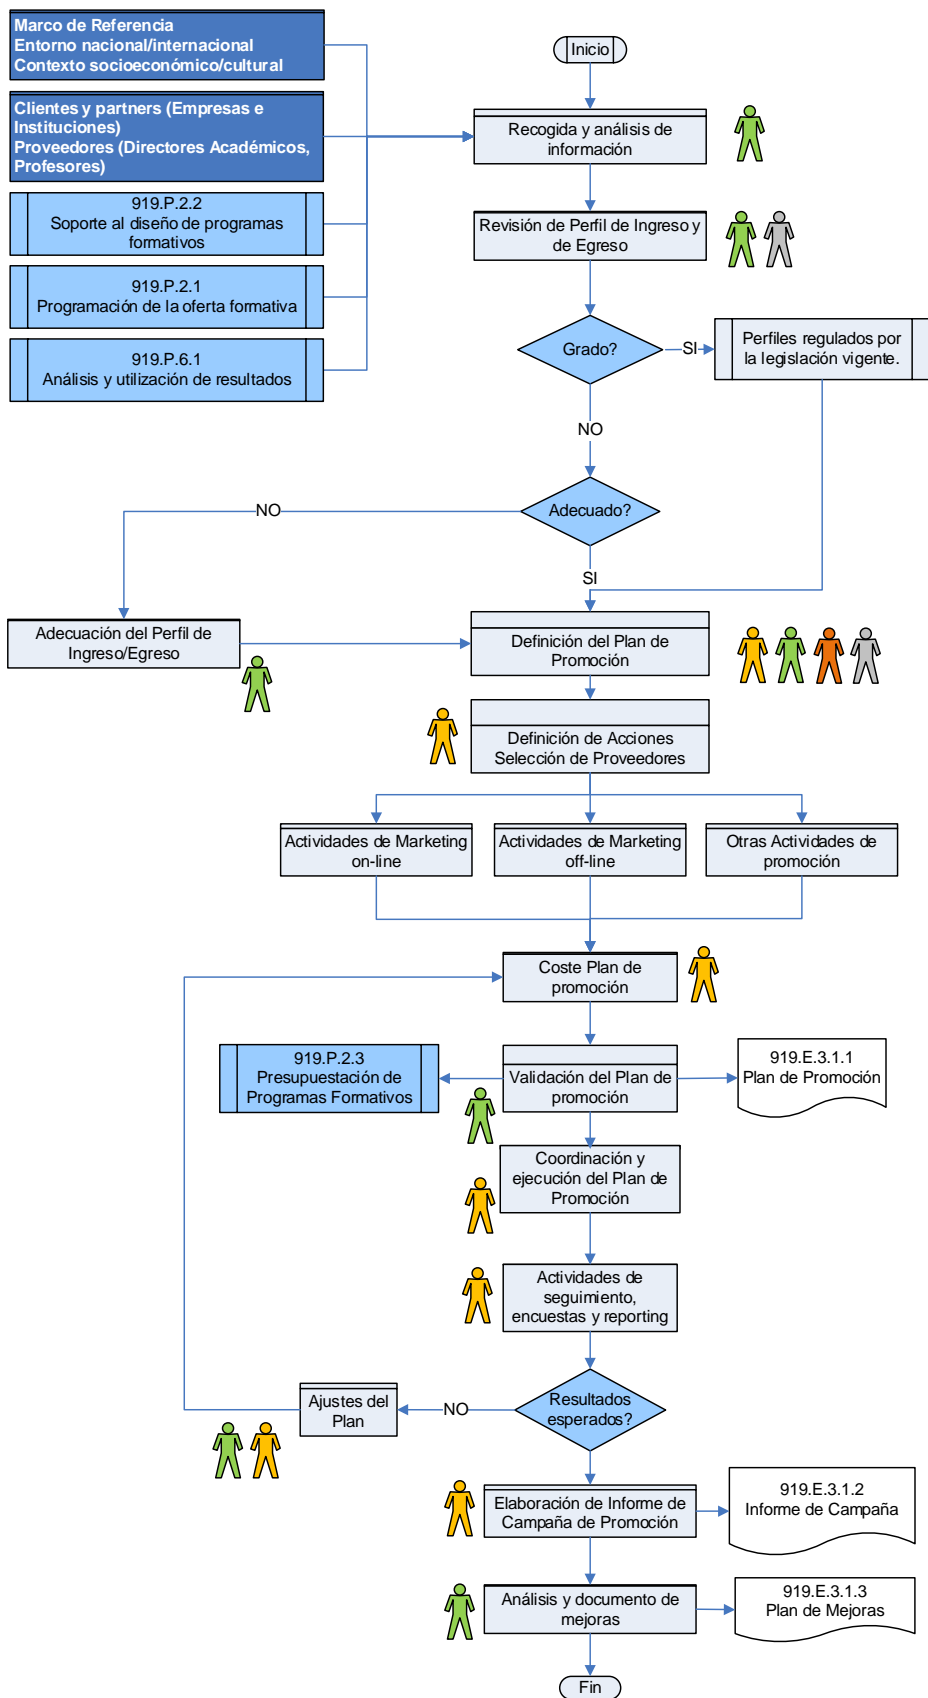 Marco de Referencia
Entorno nacional/internacional
Contexto socioeconómico/cultural
Inicio
Clientes y partners (Empresas e
Instituciones)
Proveedores (Directores Académicos,
Profesores)
Recogida y análisis de
información
919.P.2.2
Soporte al diseño de programas
formativos
Revisión de Perfil de Ingreso y
de Egreso
919.P.2.1
Programación de la oferta formativa
919.P.6.1
Análisis y utilización de resultados
Grado?
SI
Perfiles regulados por
la legislación vigente.
NO
Adecuado?
NO
SI
Adecuación del Perfil de
Ingreso/Egreso
Definición del Plan de
Promoción
Definición de Acciones
Selección de Proveedores
Actividades de Marketing
on-line
Actividades de Marketing
off-line
Otras Actividades de
promoción
Coste Plan de
promoción
919.P.2.3
Presupuestación de
Programas Formativos
Validación del Plan de
promoción
919.E.3.1.1
Plan de Promoción
Coordinación y
ejecución del Plan de
Promoción
Actividades de
seguimiento,
encuestas y reporting
Resultados
esperados?
NO
Ajustes del
Plan
Elaboración de Informe de
Campaña de Promoción
919.E.3.1.2
Informe de Campaña
Análisis y documento de
mejoras
919.E.3.1.3
Plan de Mejoras
Fin